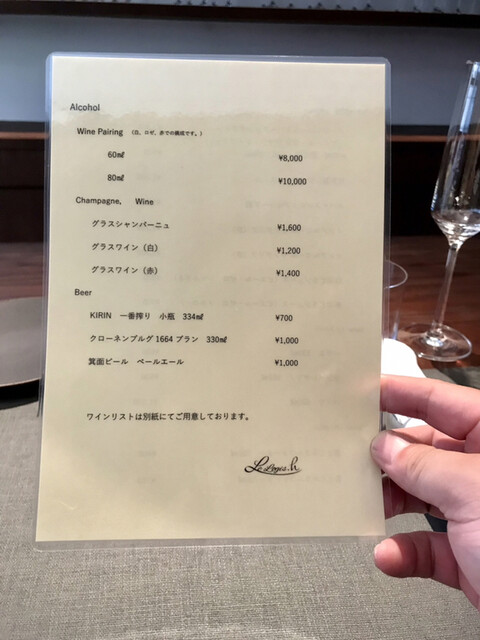 Alcohol
Wine Pairing （白、ロゼ、赤での構成です。）
60㎖ ¥8,000
80㎖ ¥10,000
Champagne, Wine
グラスシャンパーニュ ¥1,600
グラスワイン（白） ¥1,200
グラスワイン（赤） ¥1,400
Beer
KIRIN 一番搾り 小瓶 334㎖ ¥700
クローネンブルグ1664 ブラン 330㎖ ¥1,000
箕面ビール ペールエール ¥1,000
ワインリストは別紙にてご用意しております。